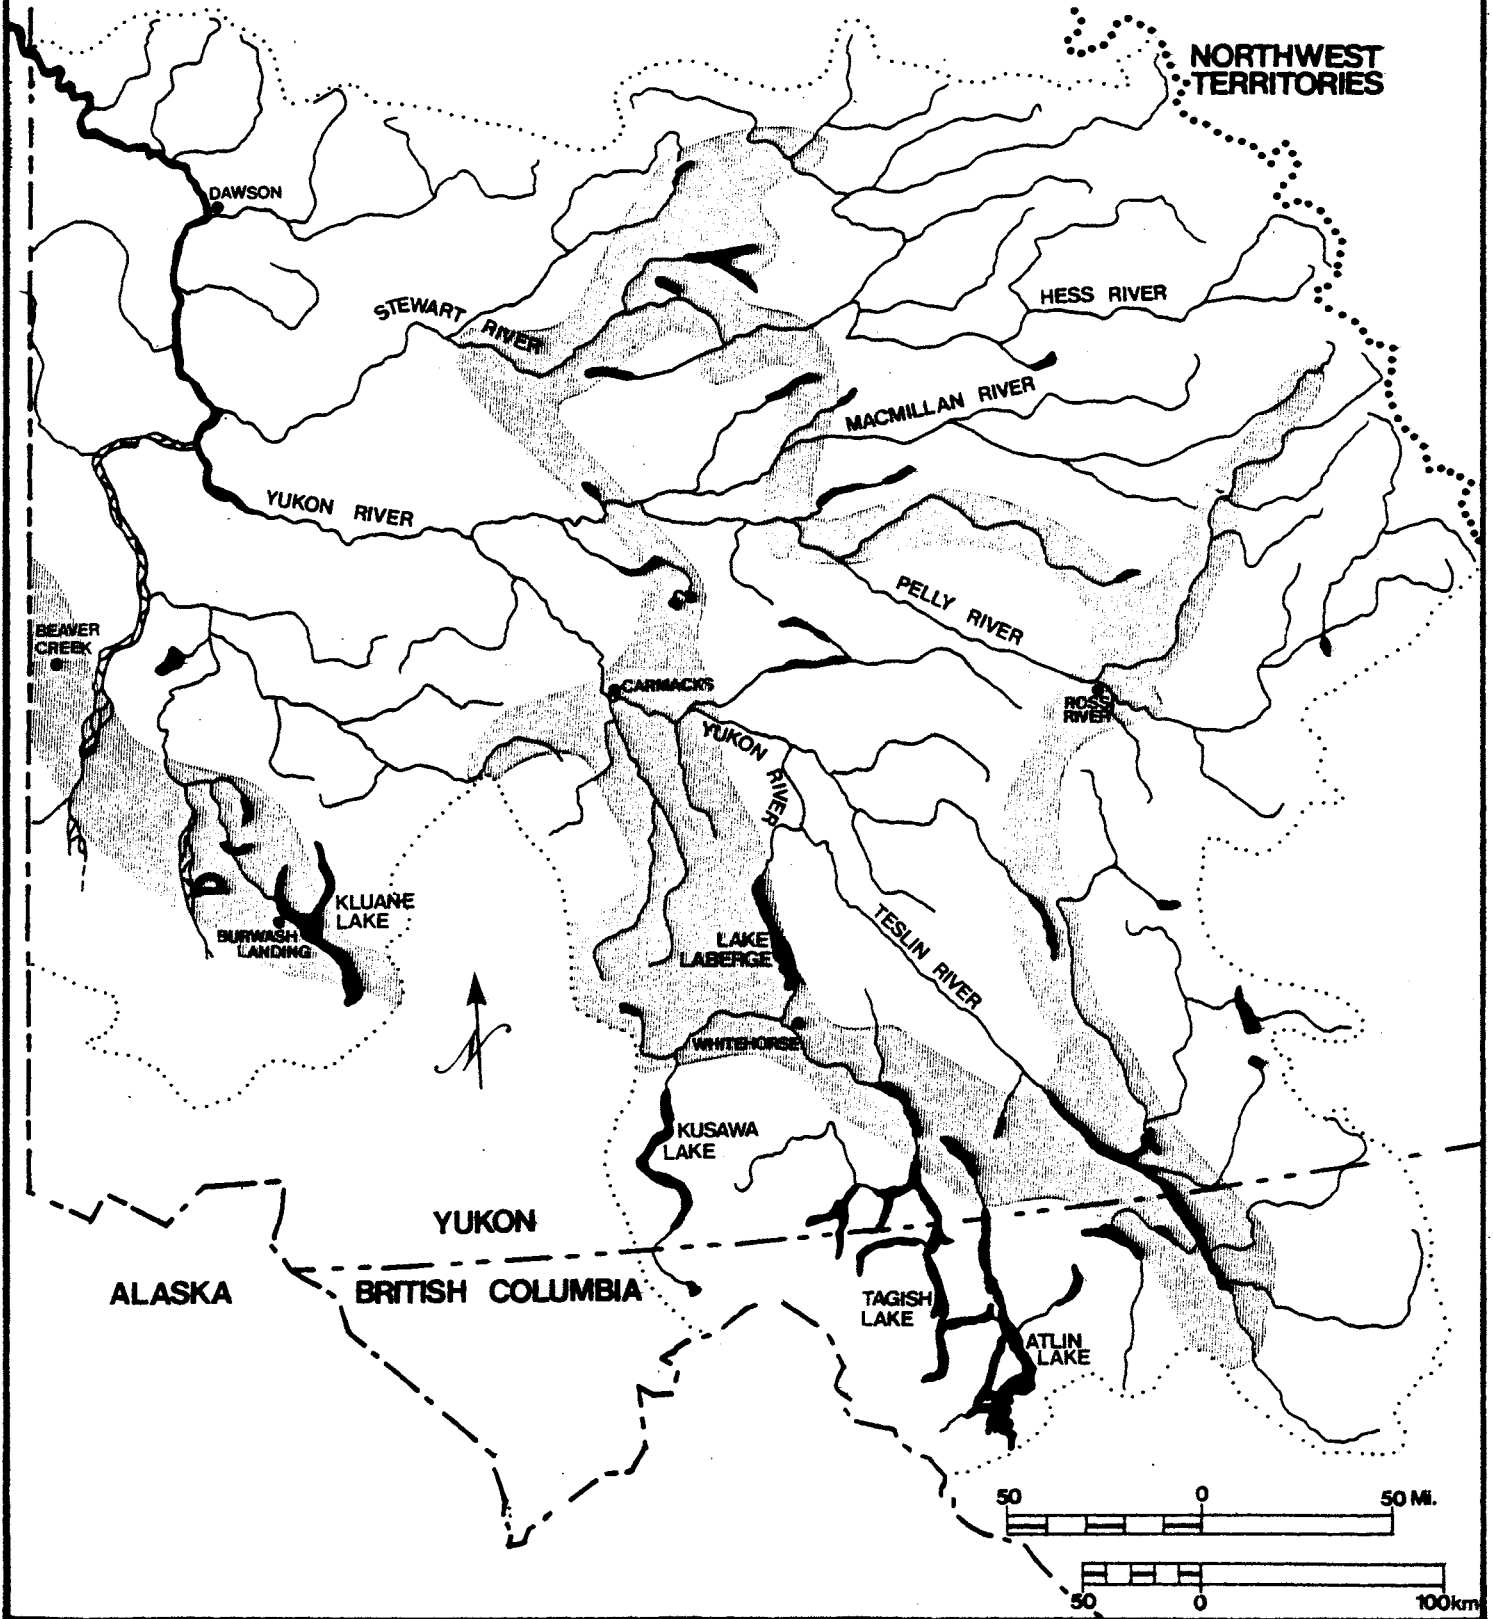 NORTHWEST
TERRITORIES
DAWSON
STEWART RIVER
HESS RIVER
MACMILLAN RIVER
YUKON RIVER
PELLY RIVER
BEAVER
CREEK
CARMACKS
ROSS
RIVER
YUKON RIVER
KLUANE
LAKE
BURWASH
LANDING
LAKE
LABERGE
TESLIN RIVER
N
WHITEHORSE
KUSAWA
LAKE
YUKON
ALASKA
BRITISH COLUMBIA
TAGISH
LAKE
ATLIN
LAKE
50 0 50 Mi.
50 0 100km